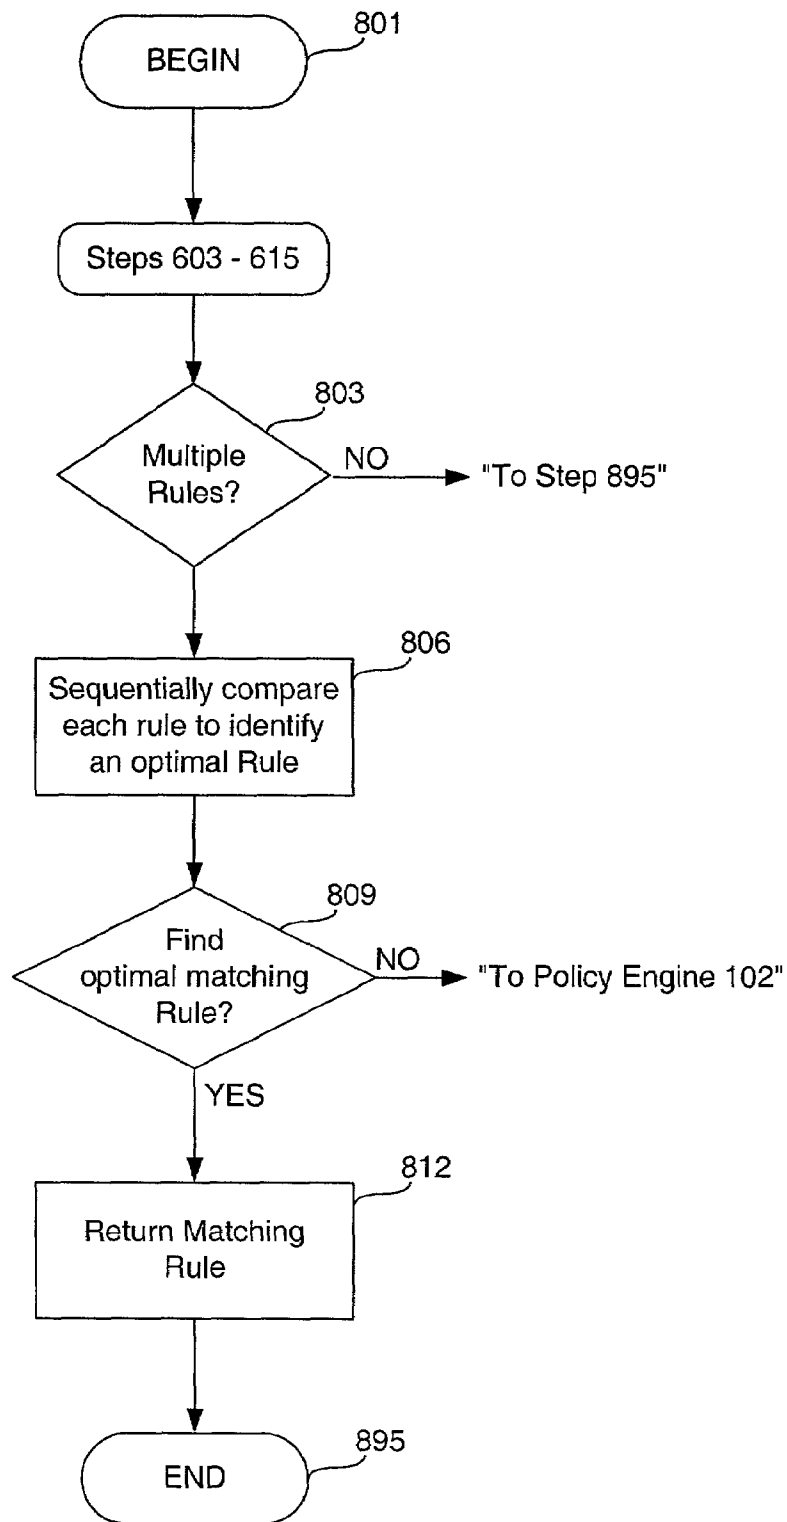 801
BEGIN
Steps 603 - 615
803
Multiple
Rules?
NO
"To Step 895"
806
Sequentially compare
each rule to identify
an optimal Rule
809
Find
optimal matching
Rule?
NO
"To Policy Engine 102"
YES
812
Return Matching
Rule
895
END